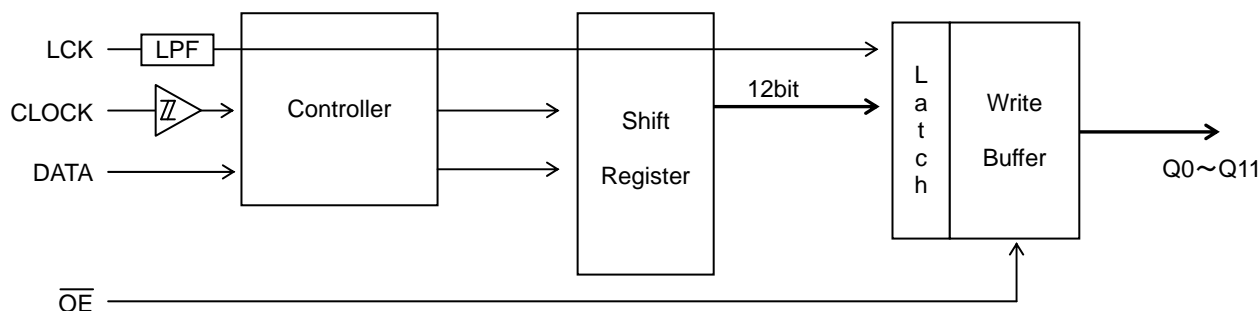 LCK
LPF
CLOCK
DATA
Controller
Shift
Register
12bit
L
a
t
c
h
Write
Buffer
Q0～Q11
OE